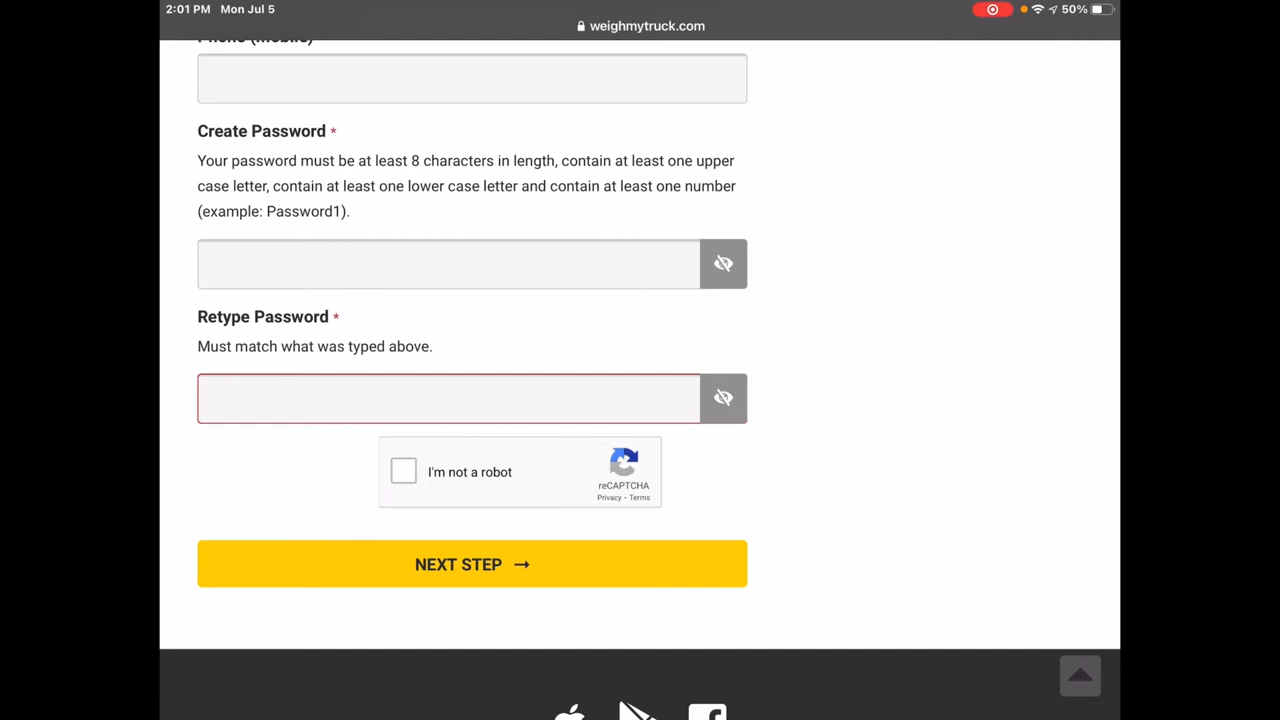 2:01 PM Mon Jul 5
50%
weighmytruck.com
Phone (Mobile)
Create Password *
Your password must be at least 8 characters in length, contain at least one upper
case letter, contain at least one lower case letter and contain at least one number
(example: Password1).
Retype Password *
Must match what was typed above.
I'm not a robot
reCAPTCHA
Privacy - Terms
NEXT STEP →